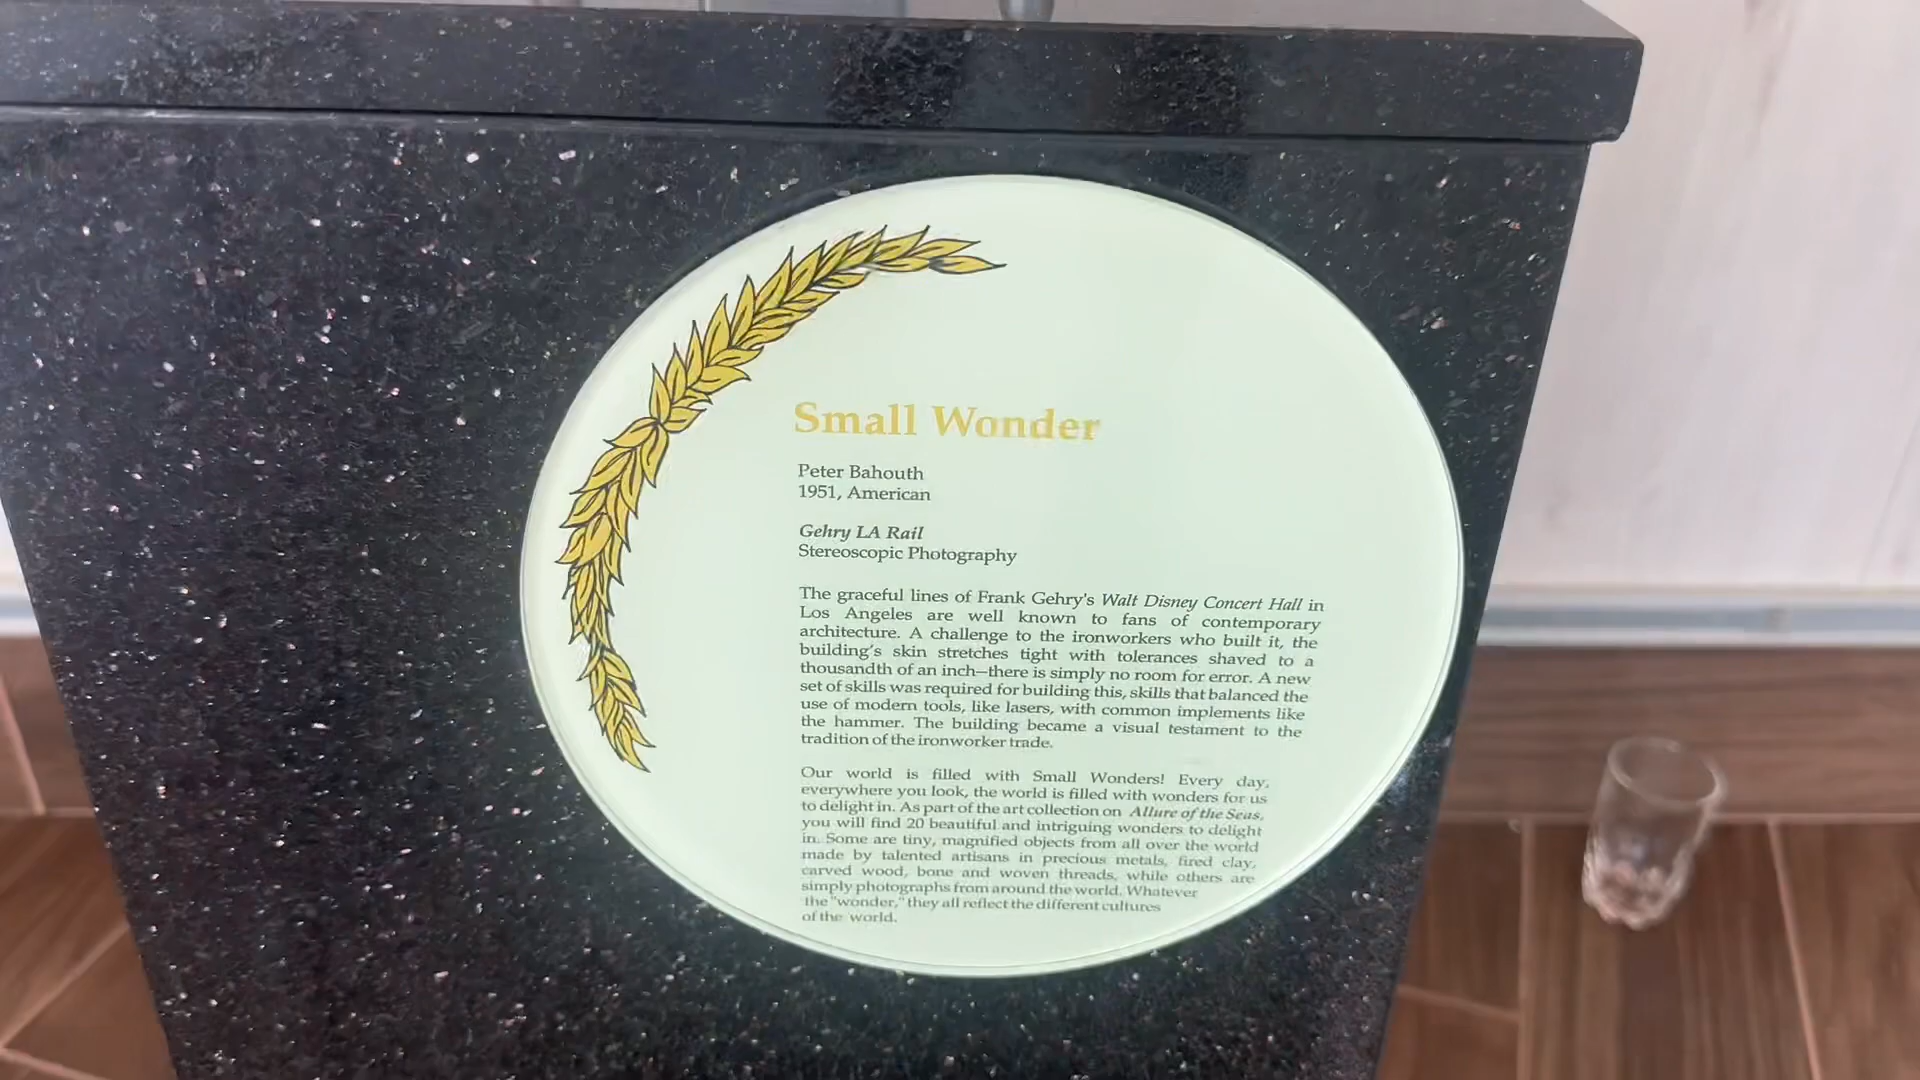 Small Wonder
Peter Bahouth
1951, American
Gehry LA Rail
Stereoscopic Photography
The graceful lines of Frank Gehry's Walt Disney Concert Hall in
Los Angeles are well known to fans of contemporary
architecture. A challenge to the ironworkers who built it, the
building's skin stretches tight with tolerances shaved to a
thousandth of an inch—there is simply no room for error. A new
set of skills was required for building this, skills that balanced the
use of modern tools, like lasers, with common implements like
the hammer. The building became a visual testament to the
tradition of the ironworker trade.
Our world is filled with Small Wonders! Every day,
everywhere you look, the world is filled with wonders for us
to delight in. As part of the art collection on Allure of the Seas,
you will find 20 beautiful and intriguing wonders to delight
in. Some are tiny, magnified objects from all over the world
made by talented artisans in precious metals, fired clay,
carved wood, bone and woven threads, while others are
simply photographs from around the world. Whatever
the "wonder," they all reflect the different cultures
of the world.